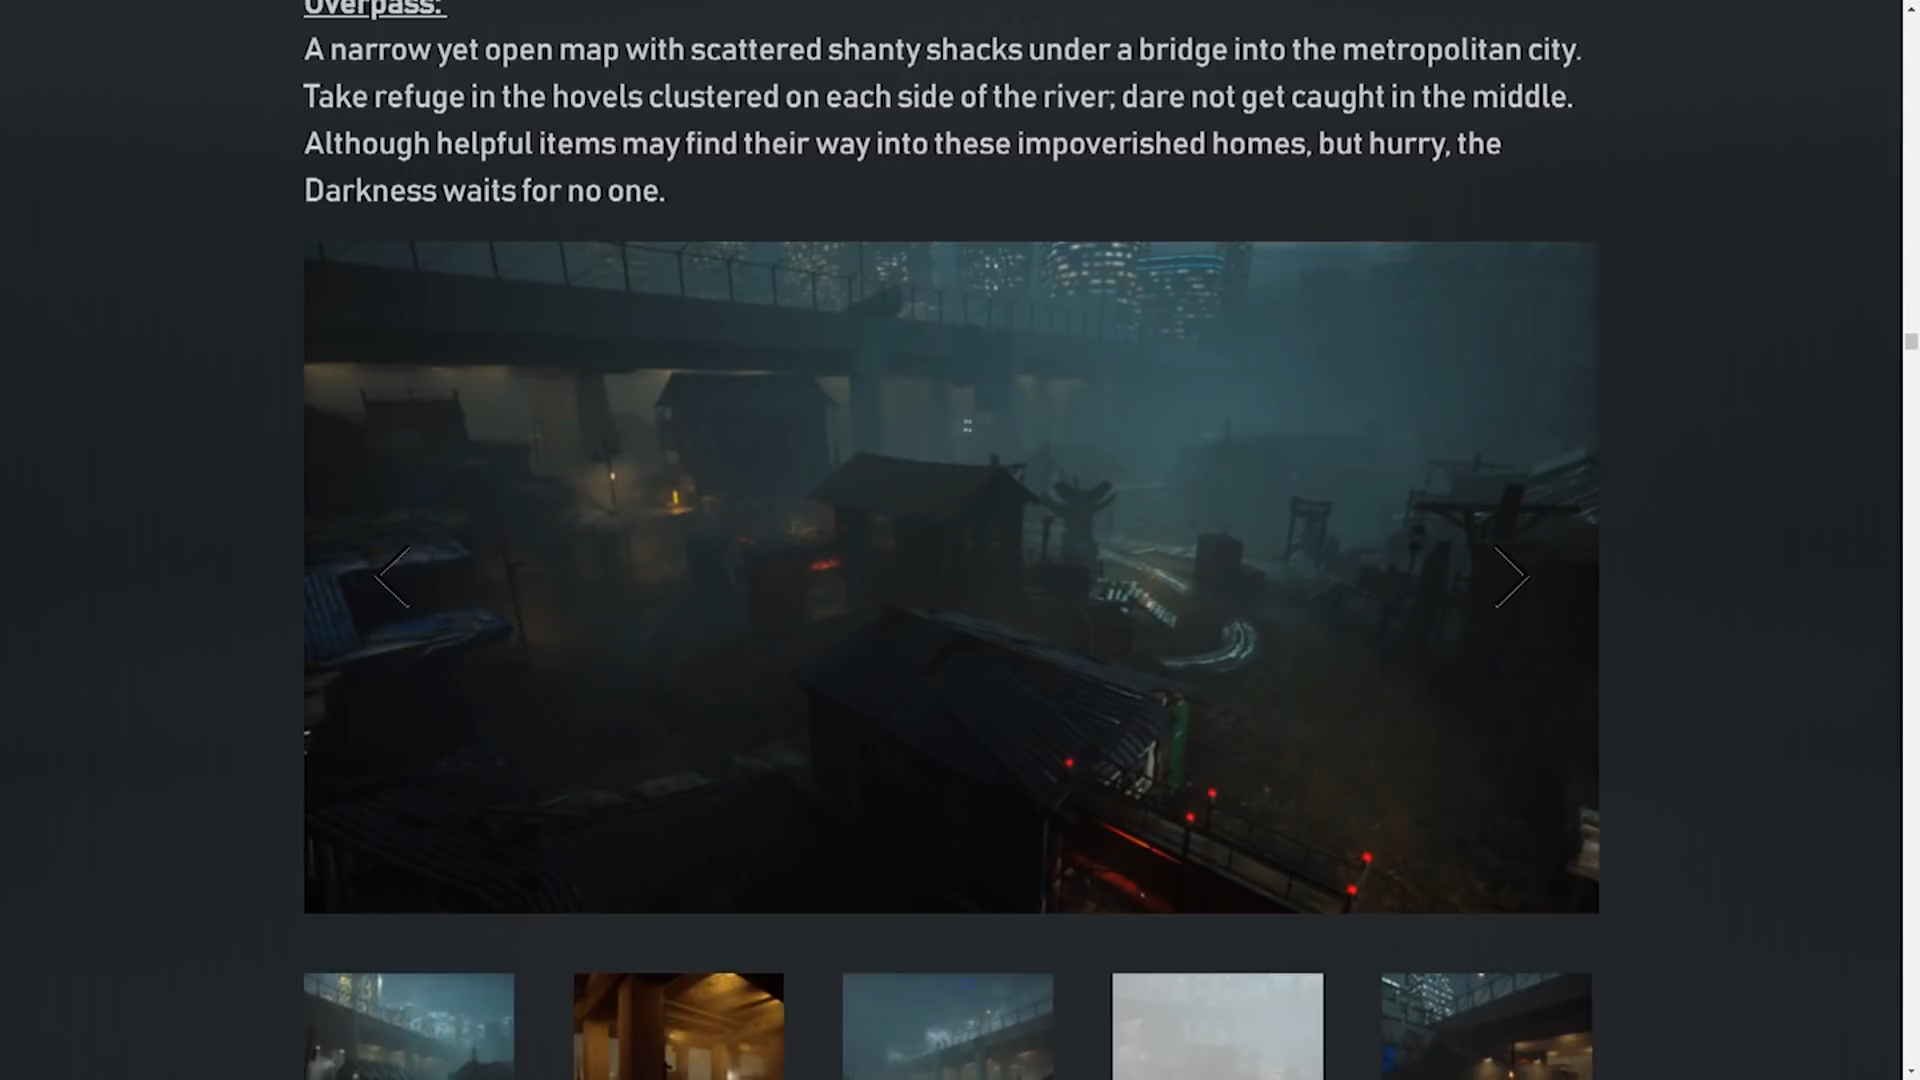 Overpass:
A narrow yet open map with scattered shanty shacks under a bridge into the metropolitan city.
Take refuge in the hovels clustered on each side of the river; dare not get caught in the middle.
Although helpful items may find their way into these impoverished homes, but hurry, the
Darkness waits for no one.